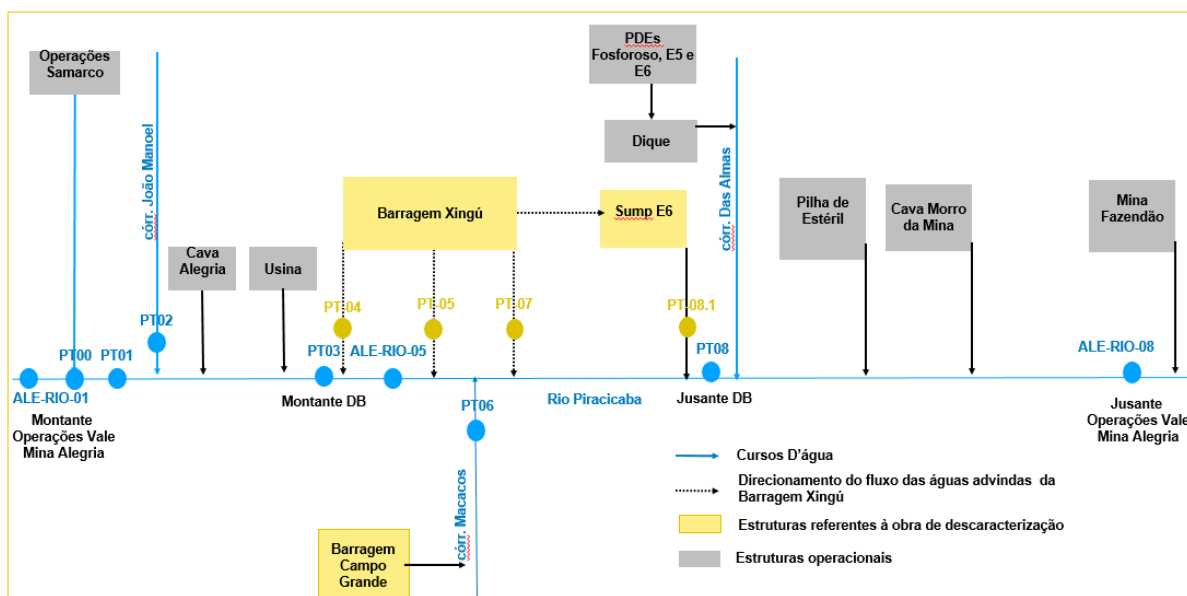 Operações
Samarco
córr. João Manoel
PDEs
Fosforoso, E5 e
E6
Dique
córr. Das Almas
Barragem Xingú
Sump E6
Pilha de
Estéril
Cava Morro
da Mina
Mina
Fazendão
Cava
Alegria
Usina
PT-04
PT-05
PT-07
PT-08.1
PT02
PT00
PT01
PT03
ALE-RIO-05
PT08
ALE-RIO-08
ALE-RIO-01
Montante
Operações Vale
Mina Alegria
Montante DB
PT06
Rio Piracicaba
Jusante DB
Jusante
Operações Vale
Mina Alegria
córr. Macacos
Barragem
Campo
Grande
Cursos D'água
Direcionamento do fluxo das águas advindas da
Barragem Xingú
Estruturas referentes à obra de descaracterização
Estruturas operacionais